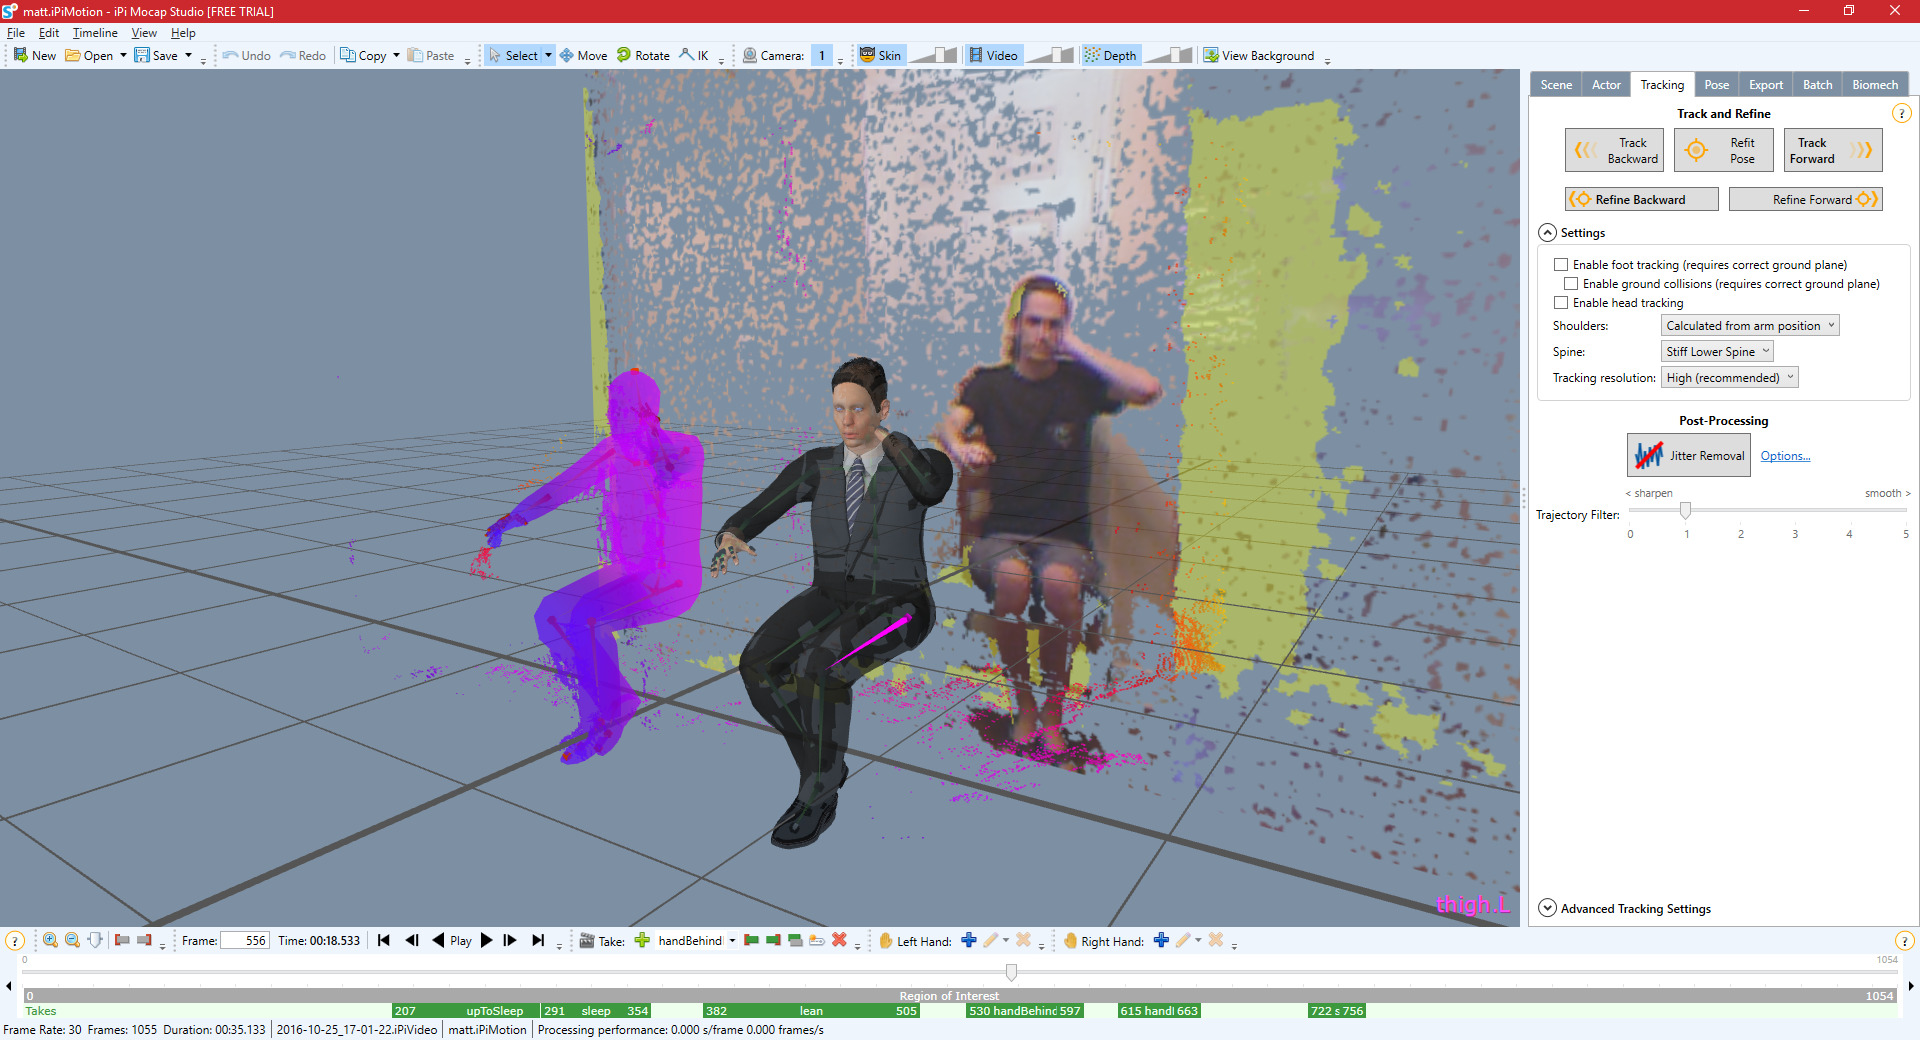 matt.iPiMotion - iPi Mocap Studio [FREE TRIAL]
File Edit Timeline View Help
New Open Save Undo Redo Copy Paste Select Move Rotate IK Camera: 1 Skin Video Depth View Background
Scene Actor Tracking Pose Export Batch Biomech
Track and Refine
?
Track Backward
Refit Pose
Track Forward
Refine Backward
Refine Forward
Settings
Enable foot tracking (requires correct ground plane)
Enable ground collisions (requires correct ground plane)
Enable head tracking
Shoulders: Calculated from arm position
Spine: Stiff Lower Spine
Tracking resolution: High (recommended)
Post-Processing
Jitter Removal Options...
< sharpen smooth >
Trajectory Filter:
0 1 2 3 4 5
thigh.L
Advanced Tracking Settings
? Frame: 556 Time: 00:18.533 Play Take: handBehind Left Hand: Right Hand: ?
0 1054
0 Region of Interest 1054
Takes 207 upToSleep 291 sleep 354 382 lean 505 530 handBehind 597 615 handl 663 722 s 756
Frame Rate: 30 Frames: 1055 Duration: 00:35.133 2016-10-25_17-01-22.iPiVideo matt.iPiMotion Processing performance: 0.000 s/frame 0.000 frames/s